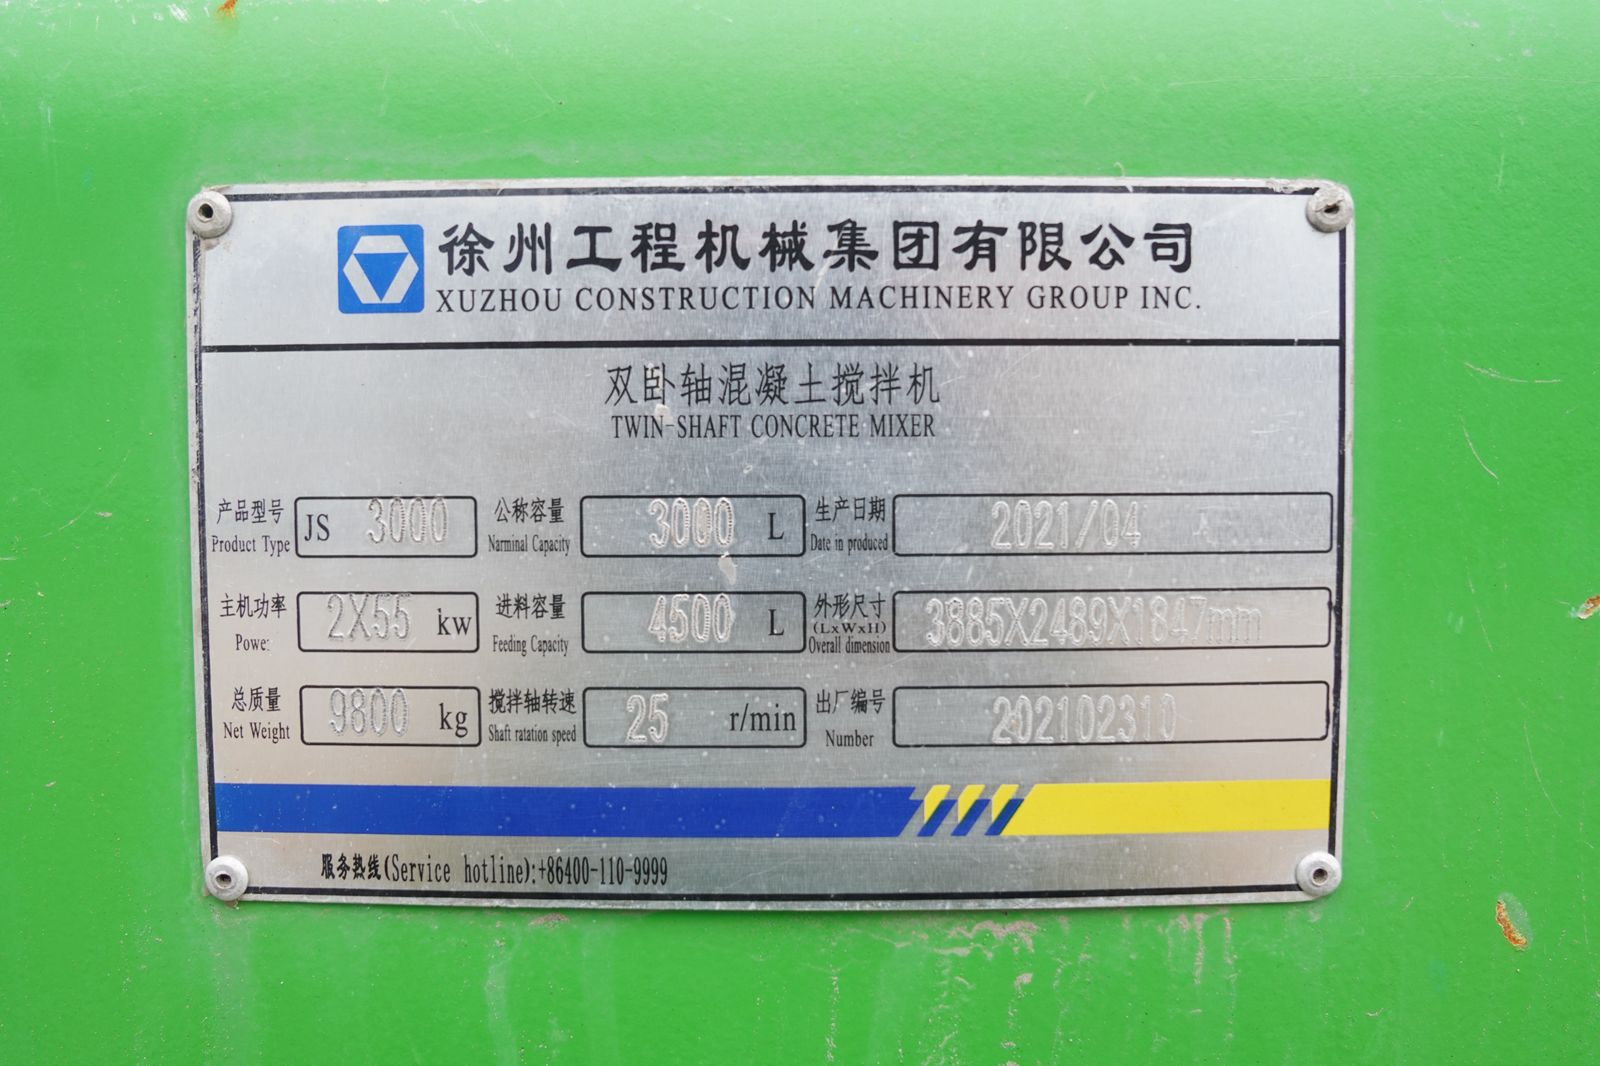 徐州工程机械集团有限公司
XUZHOU CONSTRUCTION MACHINERY GROUP INC.
双卧轴混凝土搅拌机
TWIN-SHAFT CONCRETE MIXER
产品型号 JS 3000 公称容量 3000 L 生产日期 2021/04
Product Type Narminal Capacity Date in produced
主机功率 2X55 kw 进料容量 4500 L 外形尺寸 3885X2489X1847mm
(LxWxH)
Power Feeding Capacity Overall dimension
总质量 9800 kg 搅拌轴转速 25 r/min 出厂编号 202102310
Net Weight Shaft ratation speed Number
服务热线(Service hotline):+86400-110-9999